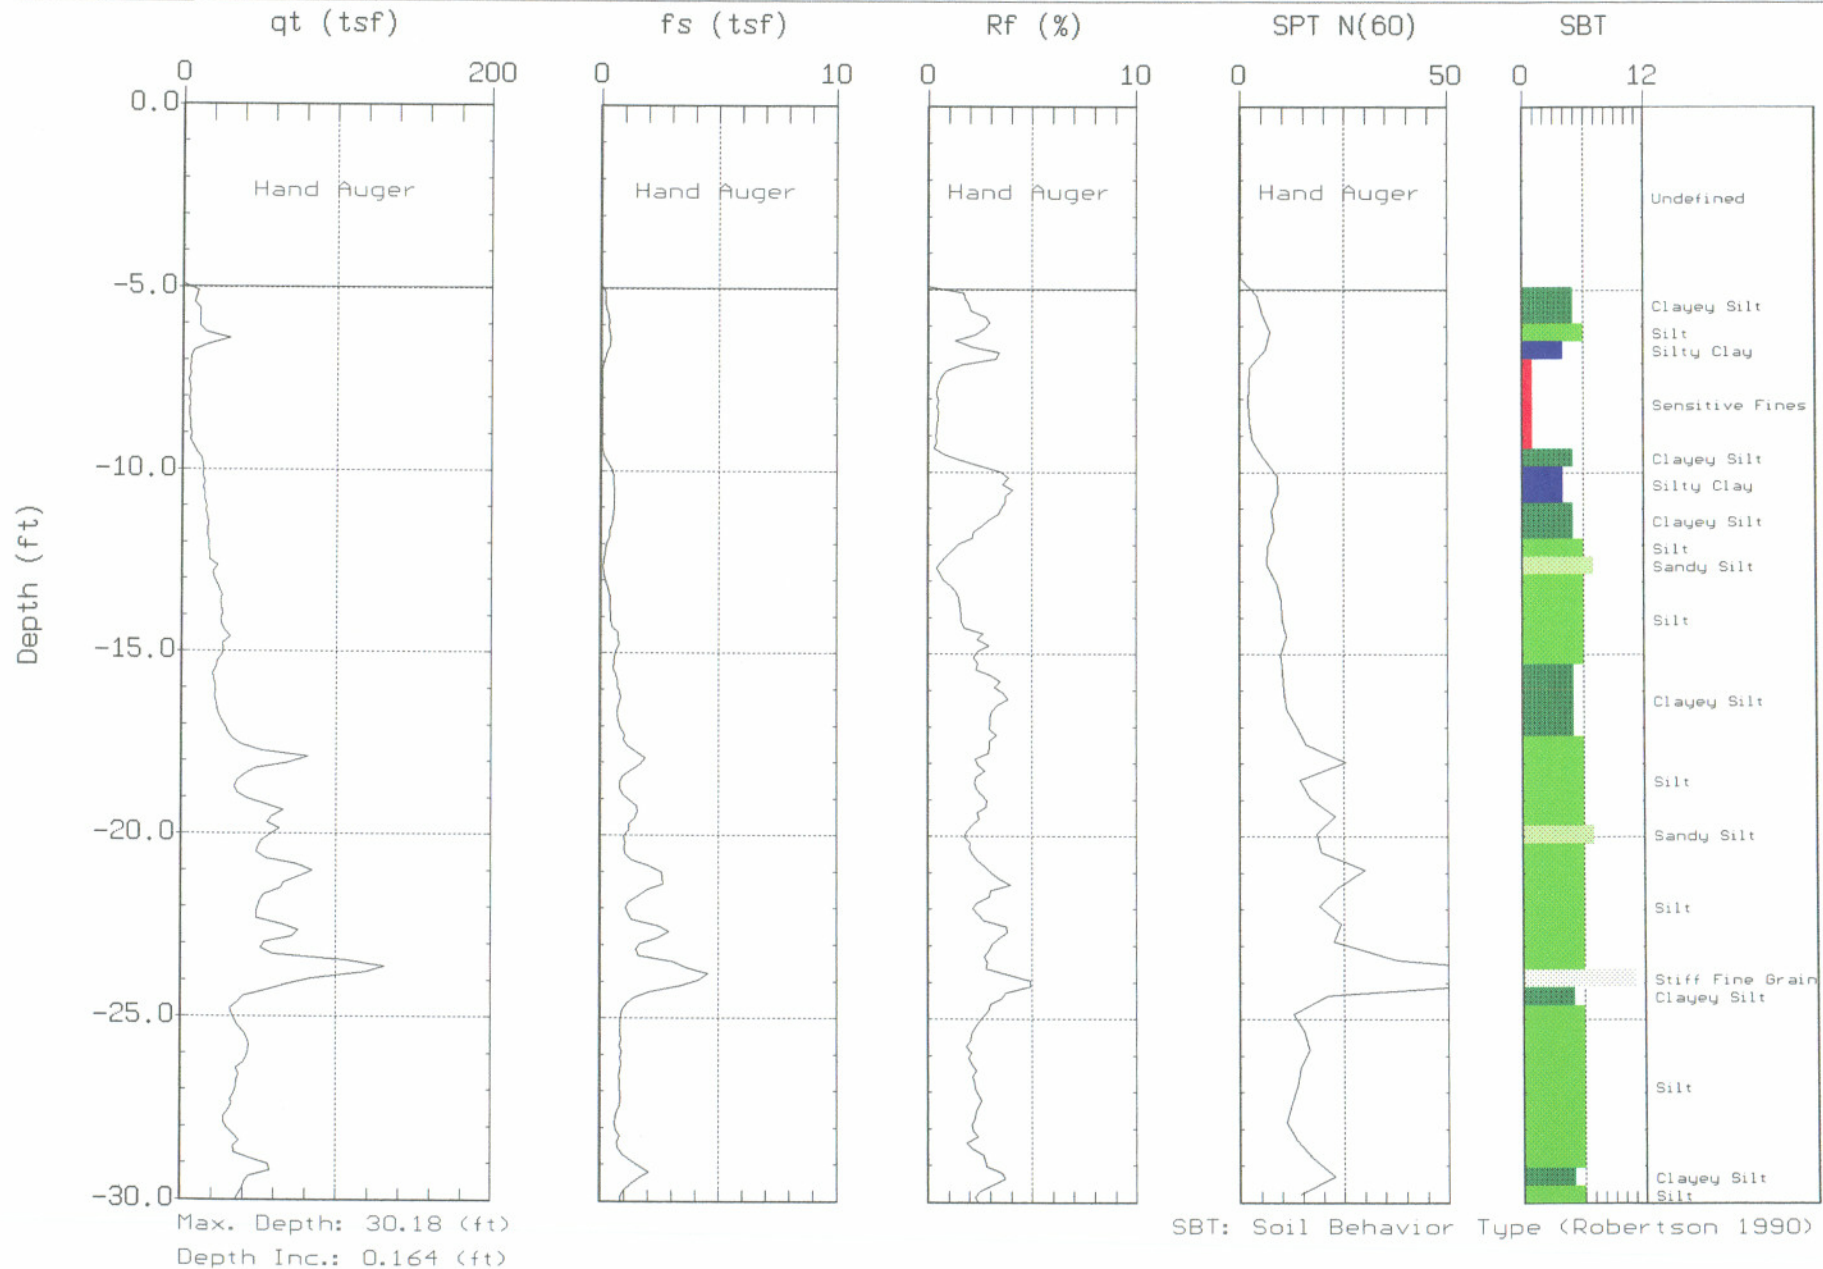 qt (tsf) fs (tsf) Rf (%) SPT N(60) SBT
0 200 0 10 0 10 0 50 0 12
0.0
Hand Auger Hand Auger Hand Auger Hand Auger
Undefined
-5.0
Clayey Silt
Silt
Silty Clay
Sensitive Fines
-10.0
Clayey Silt
Silty Clay
Clayey Silt
Silt
Sandy Silt
Depth (ft)
Silt
-15.0
Clayey Silt
Silt
-20.0
Sandy Silt
Silt
Stiff Fine Grain
Clayey Silt
-25.0
Silt
Clayey Silt
Silt
-30.0
Max. Depth: 30.18 (ft)
Depth Inc.: 0.164 (ft)
SBT: Soil Behavior Type (Robertson 1990)